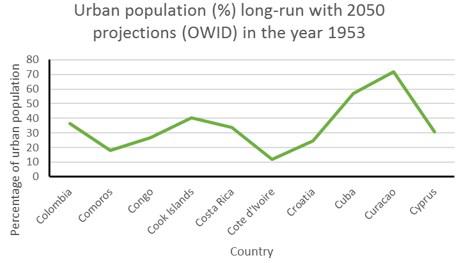 Urban population (%) long-run with 2050
projections (OWID) in the year 1953
Percentage of urban population
80
70
60
50
40
30
20
10
0
Colombia
Comoros
Congo
Cook Islands
Costa Rica
Cote d'Ivoire
Croatia
Cuba
Curacao
Cyprus
Country